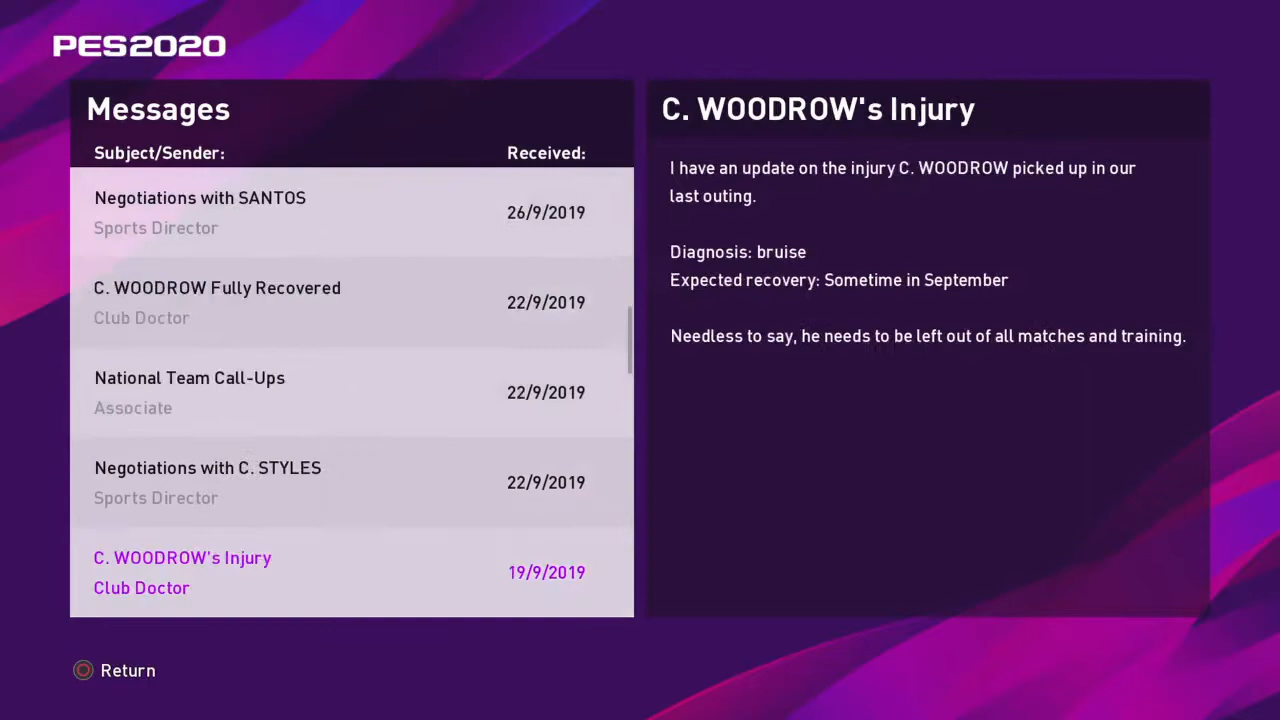 PES2020
Messages
Subject/Sender: Received:
Negotiations with SANTOS
Sports Director
26/9/2019
C. WOODROW Fully Recovered
Club Doctor
22/9/2019
National Team Call-Ups
Associate
22/9/2019
Negotiations with C. STYLES
Sports Director
22/9/2019
C. WOODROW's Injury
Club Doctor
19/9/2019
C. WOODROW's Injury
I have an update on the injury C. WOODROW picked up in our
last outing.
Diagnosis: bruise
Expected recovery: Sometime in September
Needless to say, he needs to be left out of all matches and training.
Return